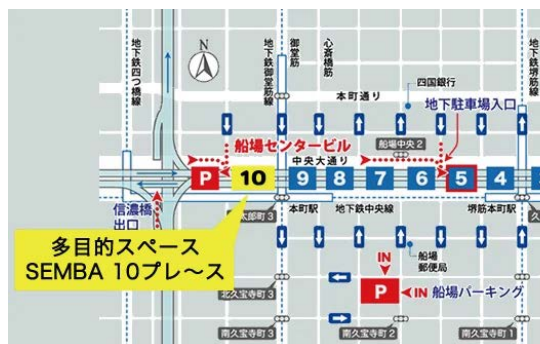 地下鉄四つ橋線
N
地下鉄御堂筋線
御堂筋
心斎橋筋
四国銀行
地下鉄堺筋線
本町通り
地下駐車場入口
船場センタービル
船場中央2
中央大通り
P
10
9
8
7
6
5
4
信濃橋
出口
太郎町3
本町駅
地下鉄中央線
堺筋本町駅
多目的スペース
SEMBA 10プレ〜ス
船場
郵便局
IN
北久宝寺町3
P
IN 船場パーキング
南久宝寺町3
南久宝寺町2
南久宝寺町1